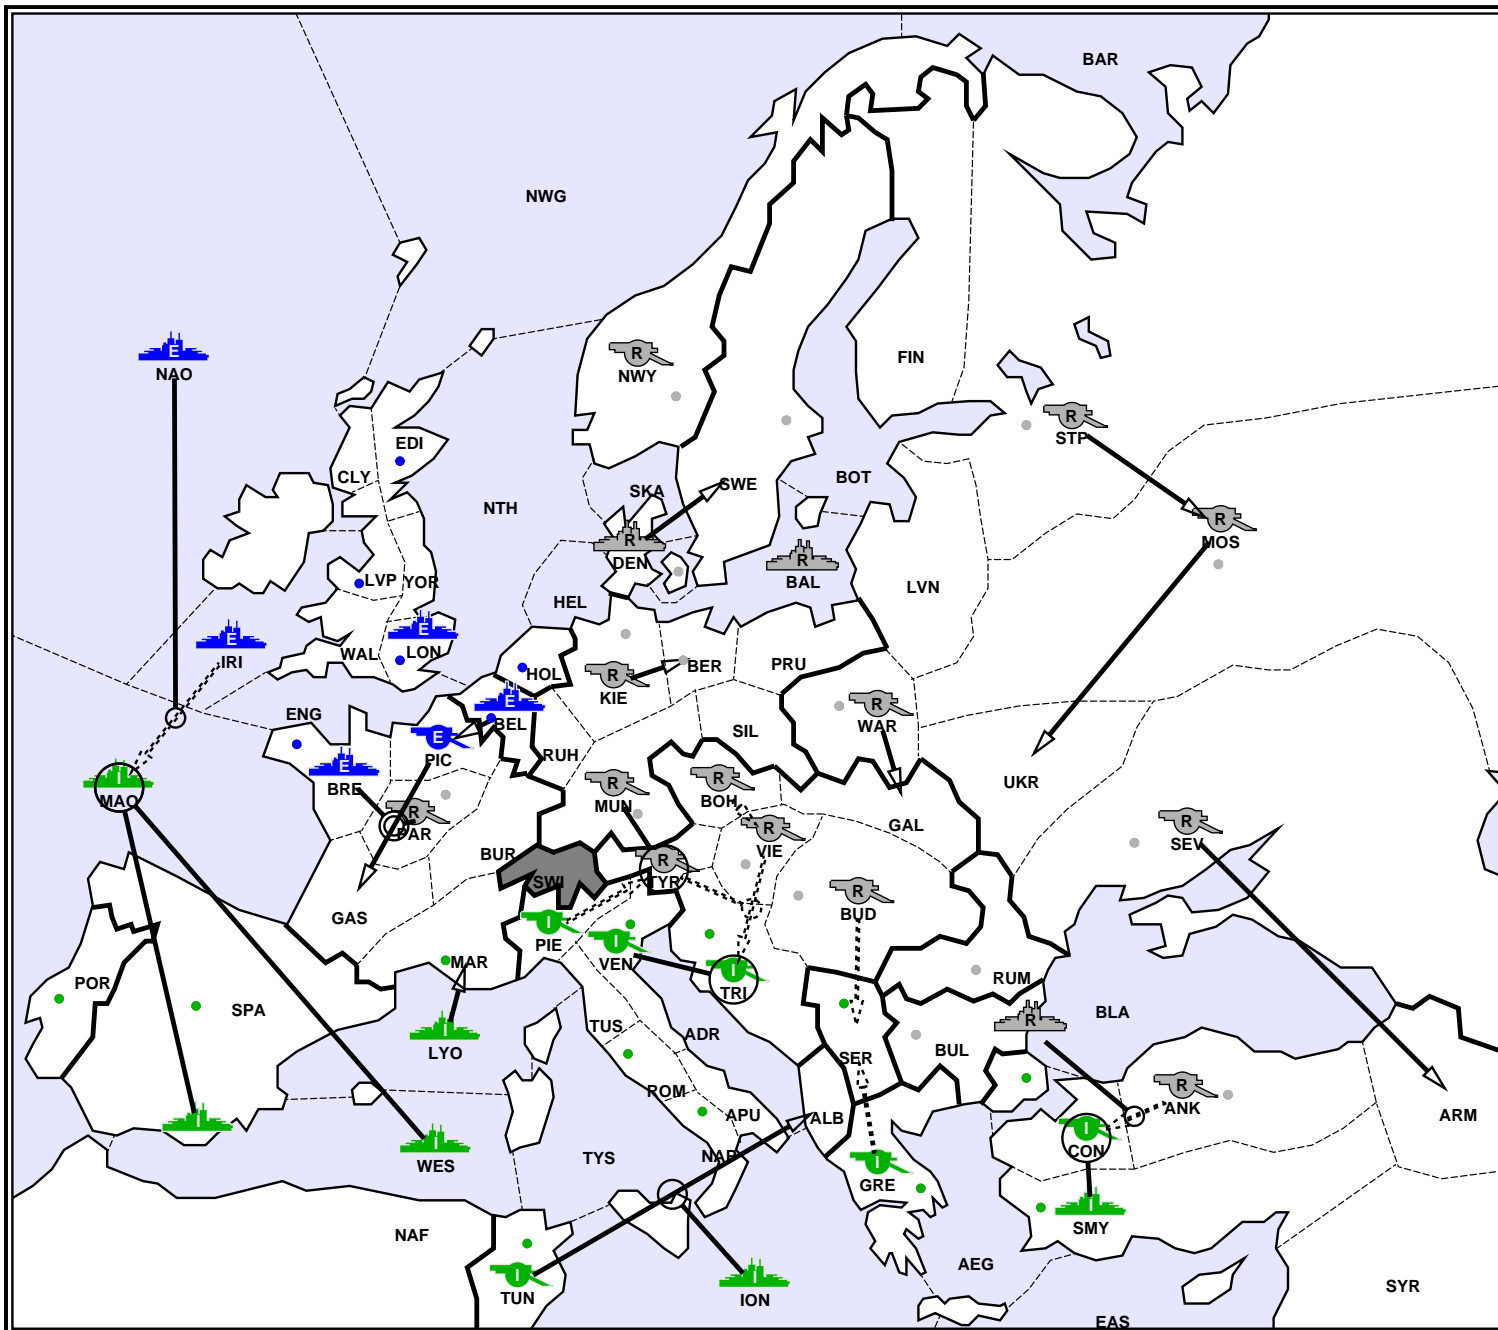 BAR
NWG
E
NAO
R
NWY
FIN
R
STP
EDI
CLY
SKA
SWE
BOT
NTH
R
MOS
R
DEN
R
BAL
LVP
YOR
LVN
HEL
E
IRI
E
LON
WAL
HOL
R
KIE
BER
PRU
ENG
E
BEL
R
WAR
SIL
E
PIC
RUH
E
BRE
I
MAO
R
MUN
R
BOH
UKR
R
PAR
R
VIE
GAL
R
SEV
BUR
R
TYR
SWI
R
BUD
GAS
I
PIE
I
VEN
MAR
I
TRI
POR
SPA
RUM
R
BLA
I
LYO
TUS
ADR
BUL
SER
ROM
APU
ALB
R
ANK
ARM
I
I
WES
TYS
NAP
I
GRE
I
CON
I
SMY
NAF
I
TUN
I
ION
AEG
SYR
EAS